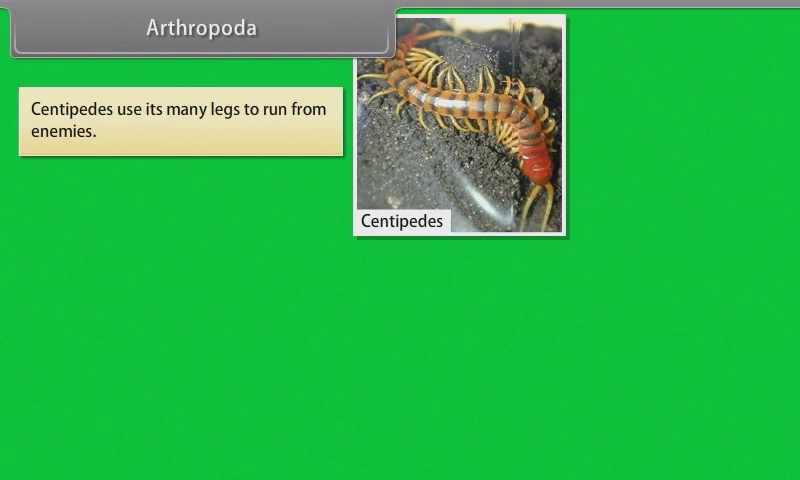 Arthropoda
Centipedes use its many legs to run from
enemies.
Centipedes